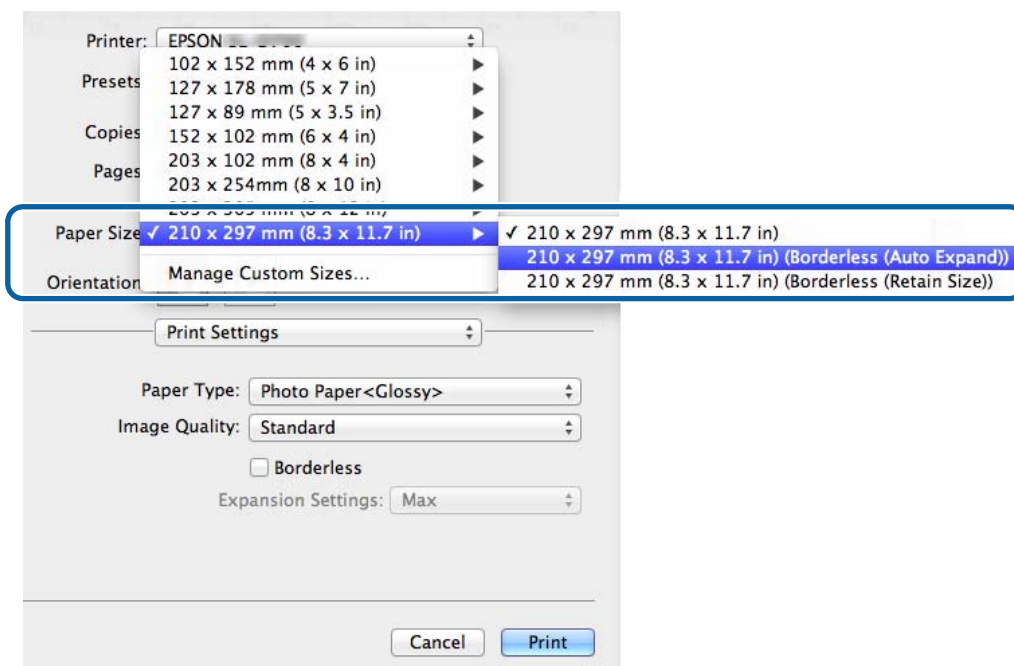 Printer: EPSON
102 x 152 mm (4 x 6 in)
Presets
127 x 178 mm (5 x 7 in)
127 x 89 mm (5 x 3.5 in)
Copies
152 x 102 mm (6 x 4 in)
203 x 102 mm (8 x 4 in)
Pages
203 x 254mm (8 x 10 in)
Paper Size ✓ 210 x 297 mm (8.3 x 11.7 in) ▶ ✓ 210 x 297 mm (8.3 x 11.7 in)
210 x 297 mm (8.3 x 11.7 in) (Borderless (Auto Expand))
Manage Custom Sizes...
Orientation
210 x 297 mm (8.3 x 11.7 in) (Borderless (Retain Size))
Print Settings
Paper Type: Photo Paper<Glossy>
Image Quality: Standard
Borderless
Expansion Settings: Max
Cancel Print